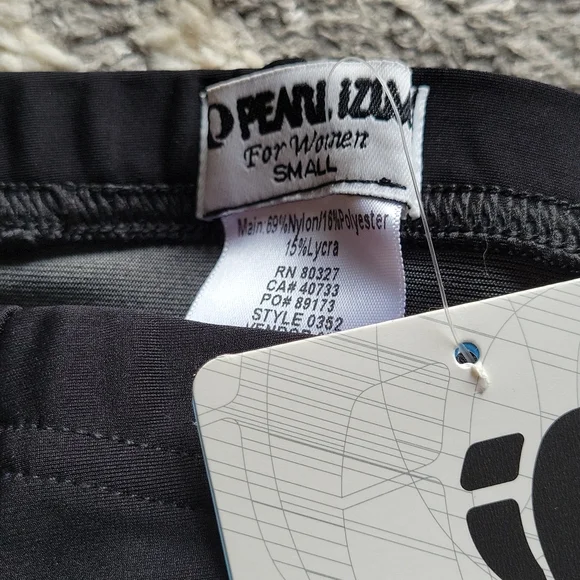 PEARL iZUMi
For Women
SMALL
Main: 69%Nylon/16%Polyester
15%Lycra
RN 80327
CA# 40733
PO# 89173
STYLE 0352